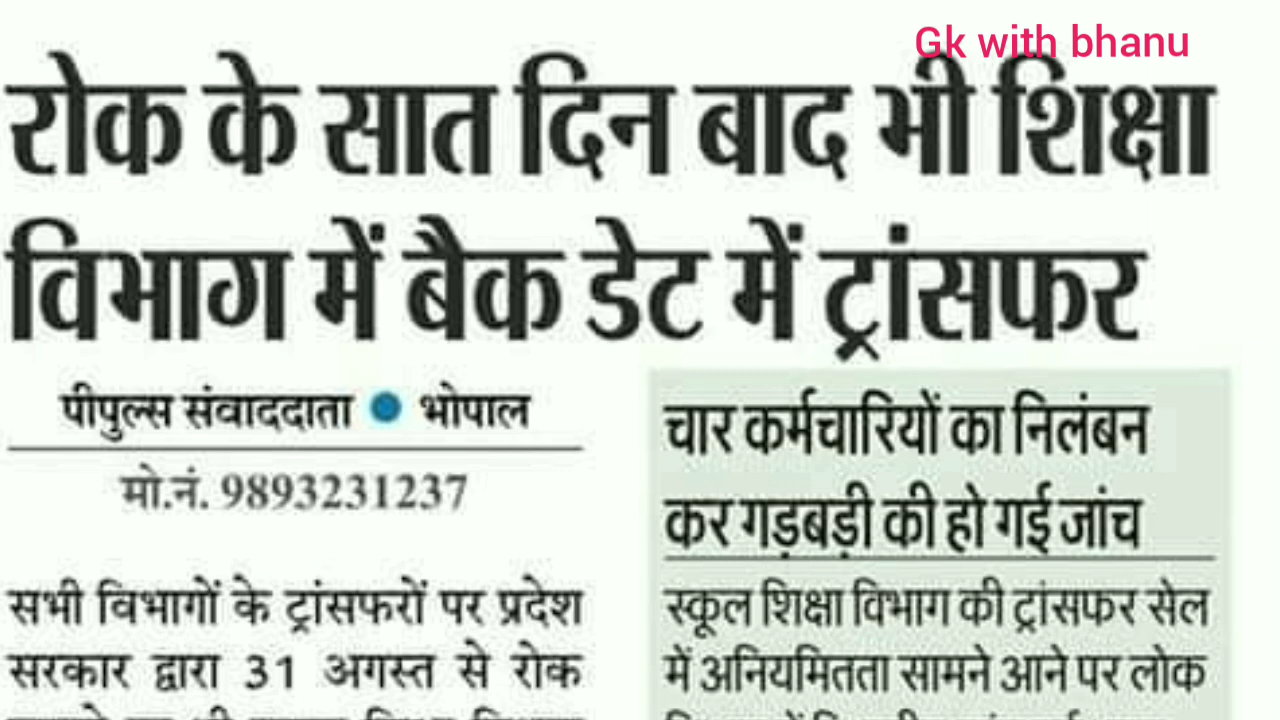 Gk with bhanu
रोक के सात दिन बाद भी शिक्षा
विभाग में बैक डेट में ट्रांसफर
पीपुल्स संवाददाता ● भोपाल
मो.नं. 9893231237
सभी विभागों के ट्रांसफरों पर प्रदेश
सरकार द्वारा 31 अगस्त से रोक
चार कर्मचारियों का निलंबन
कर गड़बड़ी की हो गई जांच
स्कूल शिक्षा विभाग की ट्रांसफर सेल
में अनियमितता सामने आने पर लोक